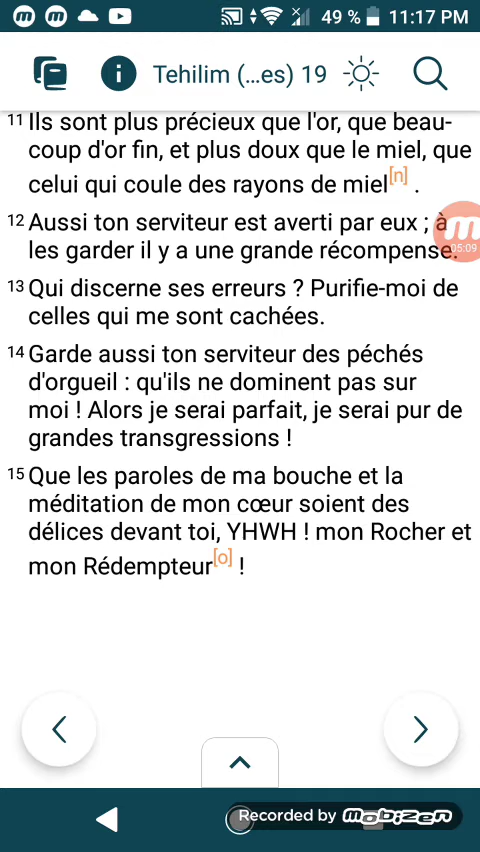 49 % 11:17 PM
Tehilim (...es) 19
11 Ils sont plus précieux que l'or, que beau-
coup d'or fin, et plus doux que le miel, que
celui qui coule des rayons de miel[n] .
12 Aussi ton serviteur est averti par eux ; à
les garder il y a une grande récompense.
05:09
13 Qui discerne ses erreurs ? Purifie-moi de
celles qui me sont cachées.
14 Garde aussi ton serviteur des péchés
d'orgueil : qu'ils ne dominent pas sur
moi ! Alors je serai parfait, je serai pur de
grandes transgressions !
15 Que les paroles de ma bouche et la
méditation de mon cœur soient des
délices devant toi, YHWH ! mon Rocher et
mon Rédempteur[o] !
Recorded by Mobizen